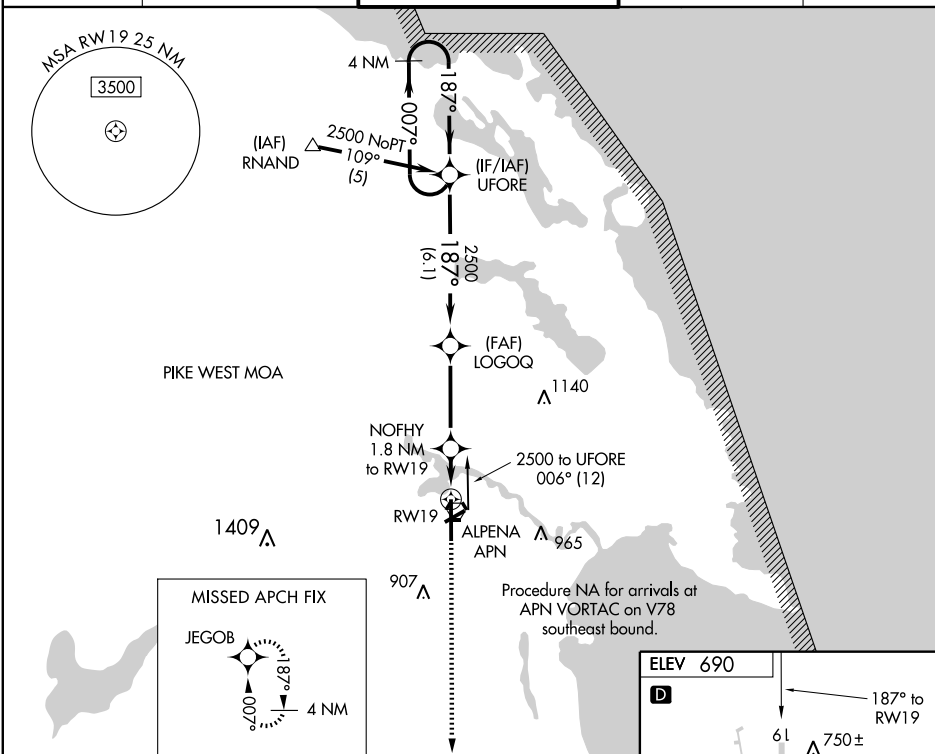 MSA RW19 25 NM
3500
4 NM
187°
007°
(IAF)
RNAND
2500 NoPT
109°
(5)
(IF/IAF)
UFORE
2500
187°
(6.1)
(FAF)
LOGOQ
PIKE WEST MOA
1140
NOFHY
1.8 NM
to RW19
2500 to UFORE
006° (12)
RW19
ALPENA
APN
1409
965
907
Procedure NA for arrivals at
APN VORTAC on V78
southeast bound.
MISSED APCH FIX
JEGOB
187°
007°
4 NM
ELEV 690
D
187° to
RW19
19
750±